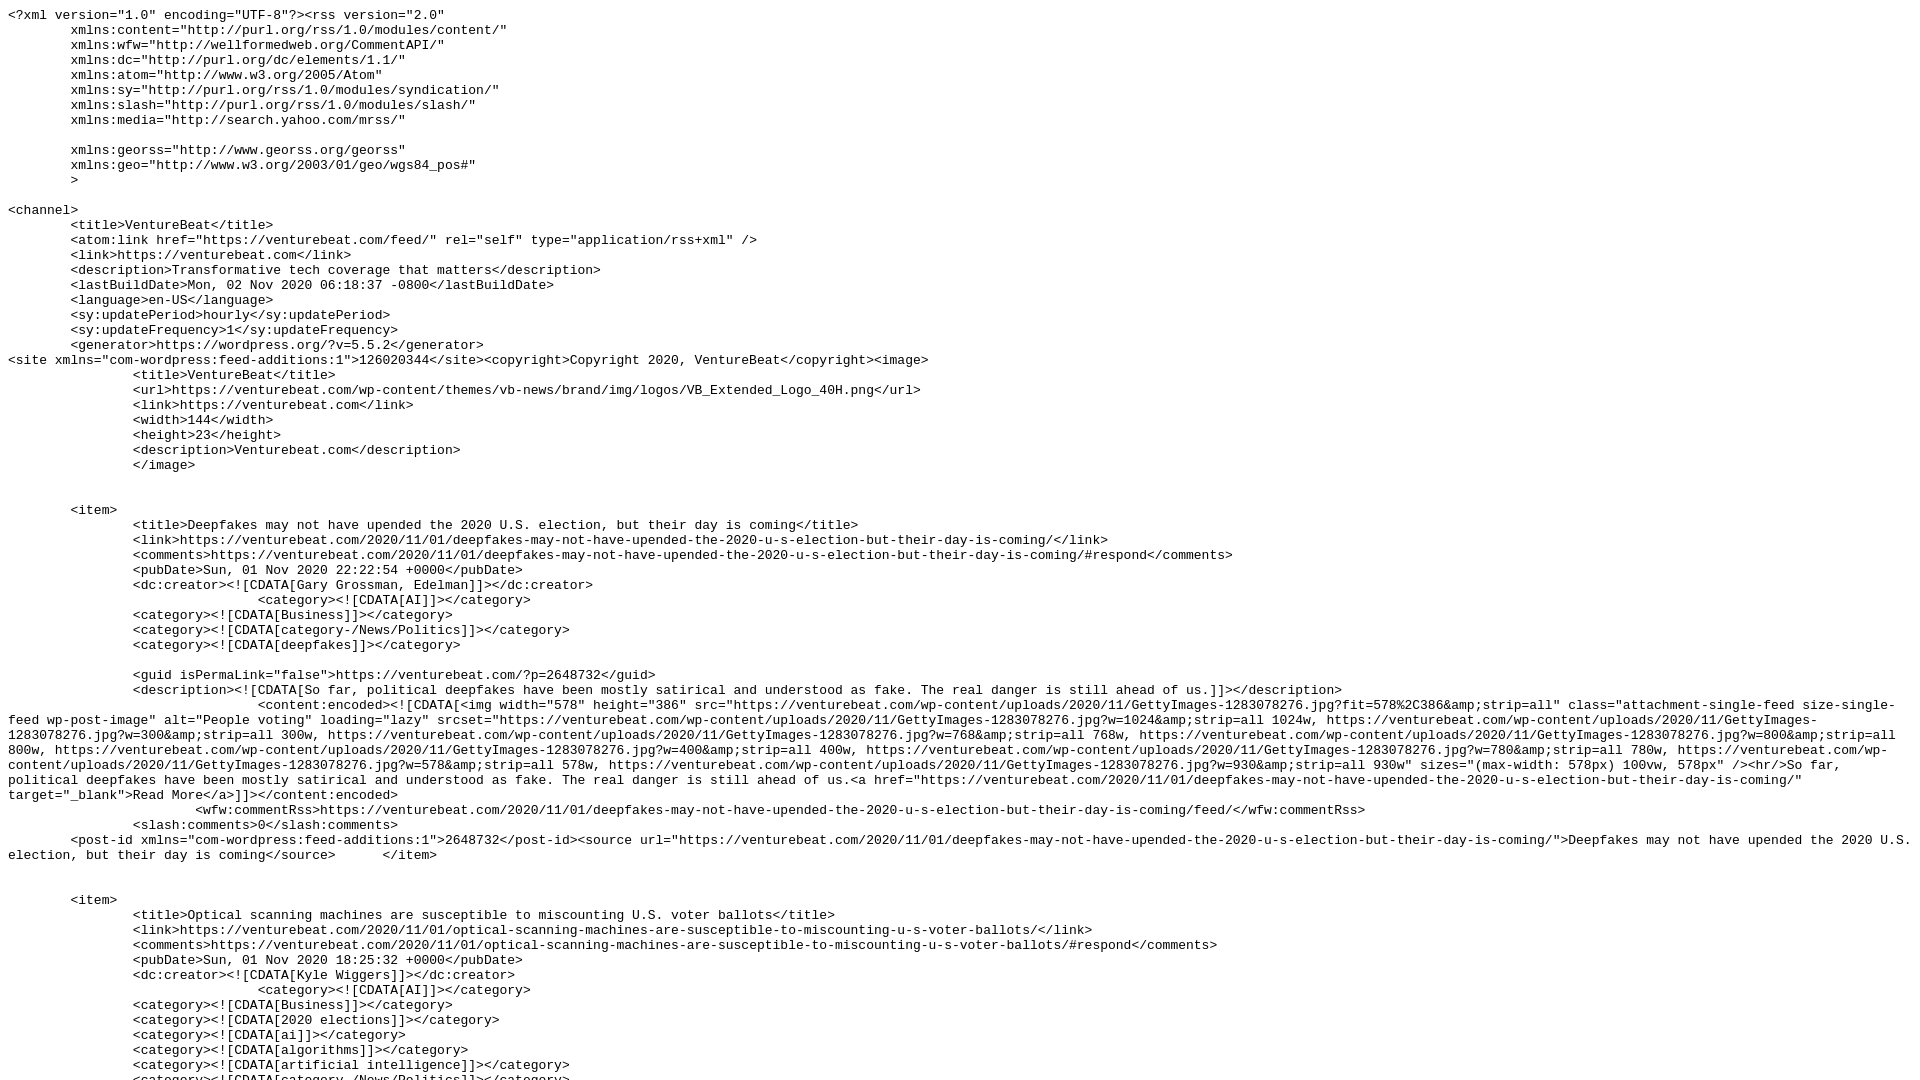 <?xml version="1.0" encoding="UTF-8"?><rss version="2.0"
xmlns:content="http://purl.org/rss/1.0/modules/content/"
xmlns:wfw="http://wellformedweb.org/CommentAPI/"
xmlns:dc="http://purl.org/dc/elements/1.1/"
xmlns:atom="http://www.w3.org/2005/Atom"
xmlns:sy="http://purl.org/rss/1.0/modules/syndication/"
xmlns:slash="http://purl.org/rss/1.0/modules/slash/"
xmlns:media="http://search.yahoo.com/mrss/"
xmlns:georss="http://www.georss.org/georss"
xmlns:geo="http://www.w3.org/2003/01/geo/wgs84_pos#"
>
<channel>
<title>VentureBeat</title>
<atom:link href="https://venturebeat.com/feed/" rel="self" type="application/rss+xml" />
<link>https://venturebeat.com</link>
<description>Transformative tech coverage that matters</description>
<lastBuildDate>Mon, 02 Nov 2020 06:18:37 -0800</lastBuildDate>
<language>en-US</language>
<sy:updatePeriod>hourly</sy:updatePeriod>
<sy:updateFrequency>1</sy:updateFrequency>
<generator>https://wordpress.org/?v=5.5.2</generator>
<site xmlns="com-wordpress:feed-additions:1">126020344</site><copyright>Copyright 2020, VentureBeat</copyright><image>
<title>VentureBeat</title>
<url>https://venturebeat.com/wp-content/themes/vb-news/brand/img/logos/VB_Extended_Logo_40H.png</url>
<link>https://venturebeat.com</link>
<width>144</width>
<height>23</height>
<description>Venturebeat.com</description>
</image>
<item>
<title>Deepfakes may not have upended the 2020 U.S. election, but their day is coming</title>
<link>https://venturebeat.com/2020/11/01/deepfakes-may-not-have-upended-the-2020-u-s-election-but-their-day-is-coming/</link>
<comments>https://venturebeat.com/2020/11/01/deepfakes-may-not-have-upended-the-2020-u-s-election-but-their-day-is-coming/#respond</comments>
<pubDate>Sun, 01 Nov 2020 22:22:54 +0000</pubDate>
<dc:creator><![CDATA[Gary Grossman, Edelman]]></dc:creator>
<category><![CDATA[AI]]></category>
<category><![CDATA[Business]]></category>
<category><![CDATA[category-/News/Politics]]></category>
<category><![CDATA[deepfakes]]></category>
<guid isPermaLink="false">https://venturebeat.com/?p=2648732</guid>
<description><![CDATA[So far, political deepfakes have been mostly satirical and understood as fake. The real danger is still ahead of us.]]></description>
<content:encoded><![CDATA[<img width="578" height="386" src="https://venturebeat.com/wp-content/uploads/2020/11/GettyImages-1283078276.jpg?fit=578%2C386&amp;strip=all" class="attachment-single-feed size-single-
feed wp-post-image" alt="People voting" loading="lazy" srcset="https://venturebeat.com/wp-content/uploads/2020/11/GettyImages-1283078276.jpg?w=1024&amp;strip=all 1024w, https://venturebeat.com/wp-content/uploads/2020/11/GettyImages-
1283078276.jpg?w=300&amp;strip=all 300w, https://venturebeat.com/wp-content/uploads/2020/11/GettyImages-1283078276.jpg?w=768&amp;strip=all 768w, https://venturebeat.com/wp-content/uploads/2020/11/GettyImages-1283078276.jpg?w=800&amp;strip=all
800w, https://venturebeat.com/wp-content/uploads/2020/11/GettyImages-1283078276.jpg?w=400&amp;strip=all 400w, https://venturebeat.com/wp-content/uploads/2020/11/GettyImages-1283078276.jpg?w=780&amp;strip=all 780w, https://venturebeat.com/wp-
content/uploads/2020/11/GettyImages-1283078276.jpg?w=578&amp;strip=all 578w, https://venturebeat.com/wp-content/uploads/2020/11/GettyImages-1283078276.jpg?w=930&amp;strip=all 930w" sizes="(max-width: 578px) 100vw, 578px" /><hr/>So far,
political deepfakes have been mostly satirical and understood as fake. The real danger is still ahead of us.<a href="https://venturebeat.com/2020/11/01/deepfakes-may-not-have-upended-the-2020-u-s-election-but-their-day-is-coming/"
target="_blank">Read More</a>]]></content:encoded>
<wfw:commentRss>https://venturebeat.com/2020/11/01/deepfakes-may-not-have-upended-the-2020-u-s-election-but-their-day-is-coming/feed/</wfw:commentRss>
<slash:comments>0</slash:comments>
<post-id xmlns="com-wordpress:feed-additions:1">2648732</post-id><source url="https://venturebeat.com/2020/11/01/deepfakes-may-not-have-upended-the-2020-u-s-election-but-their-day-is-coming/">Deepfakes may not have upended the 2020 U.S.
election, but their day is coming</source>      </item>
<item>
<title>Optical scanning machines are susceptible to miscounting U.S. voter ballots</title>
<link>https://venturebeat.com/2020/11/01/optical-scanning-machines-are-susceptible-to-miscounting-u-s-voter-ballots/</link>
<comments>https://venturebeat.com/2020/11/01/optical-scanning-machines-are-susceptible-to-miscounting-u-s-voter-ballots/#respond</comments>
<pubDate>Sun, 01 Nov 2020 18:25:32 +0000</pubDate>
<dc:creator><![CDATA[Kyle Wiggers]]></dc:creator>
<category><![CDATA[AI]]></category>
<category><![CDATA[Business]]></category>
<category><![CDATA[2020 elections]]></category>
<category><![CDATA[ai]]></category>
<category><![CDATA[algorithms]]></category>
<category><![CDATA[artificial intelligence]]></category>
<category><![CDATA[category-/News/Politics]]></category>